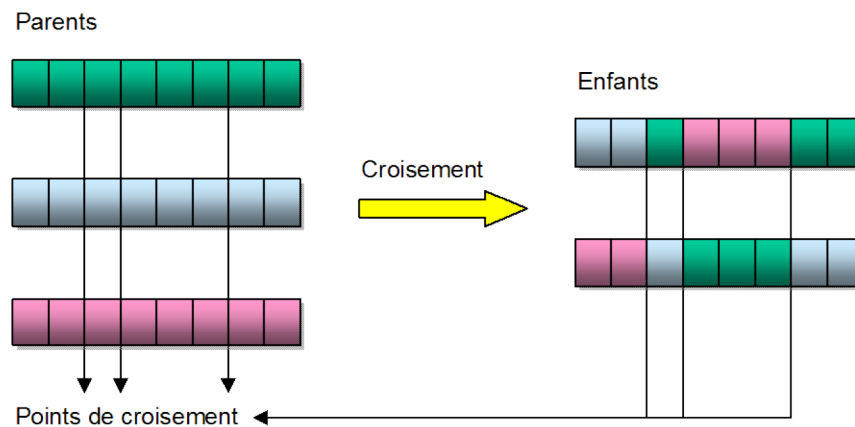 Parents
Enfants
Croisement
Points de croisement